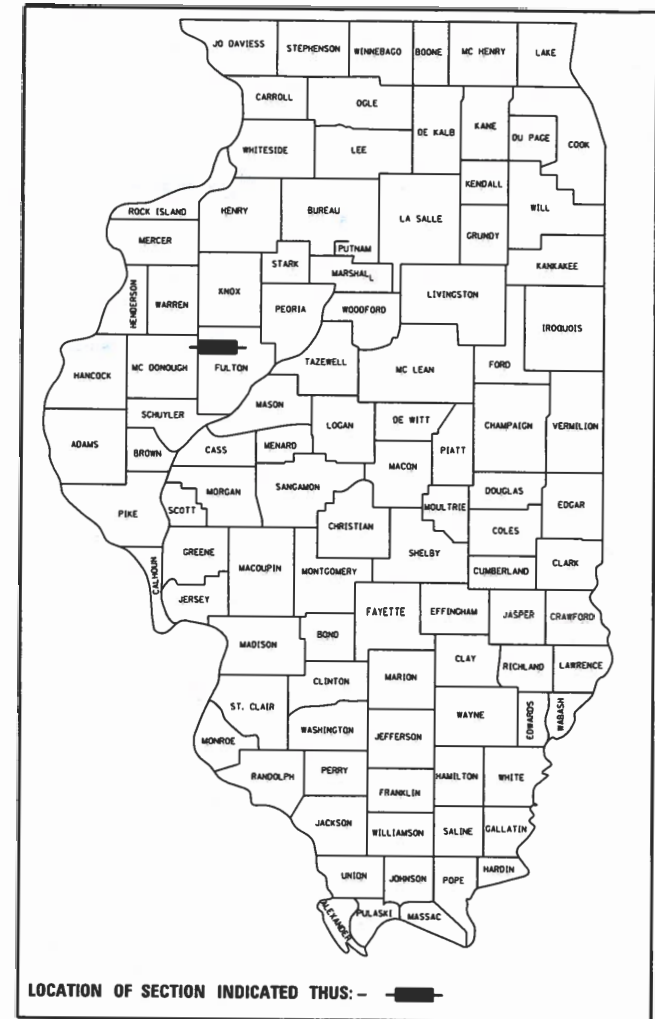 JO DAVIESS STEPHENSON WINNEBAGO BOONE MC HENRY LAKE
CARROLL OGLE
DE KALB KANE DU PAGE COOK
WHITESIDE LEE
KENDALL WILL
ROCK ISLAND HENRY BUREAU LA SALLE
GRUNDY
MERCER PUTNAM
STARK MARSHALL KANKAKEE
HENDERSON WARREN KNOX PEORIA WOODFORD LIVINGSTON
IROQUOIS
HANCOCK MC DONOUGH FULTON TAZEWELL MC LEAN FORD
SCHUYLER MASON LOGAN DE WITT CHAMPAIGN VERMILION
ADAMS BROWN CASS MENARD PIATT
MACON
PIKE SCOTT MORGAN SANGAMON MOULTRIE DOUGLAS EDGAR
CHRISTIAN COLES
CALHOUN GREENE MACOUPIN MONTGOMERY SHELBY CUMBERLAND CLARK
JERSEY
FAYETTE EFFINGHAM JASPER CRAWFORD
MADISON BOND
CLAY RICHLAND LAWRENCE
CLINTON MARION
ST. CLAIR WAYNE EDWARDS WABASH
WASHINGTON JEFFERSON
MONROE
RANDOLPH PERRY HAMILTON WHITE
FRANKLIN
JACKSON WILLIAMSON SALINE GALLATIN
UNION JOHNSON POPE HARDIN
ALEXANDER PULASKI MASSAC
LOCATION OF SECTION INDICATED THUS: -